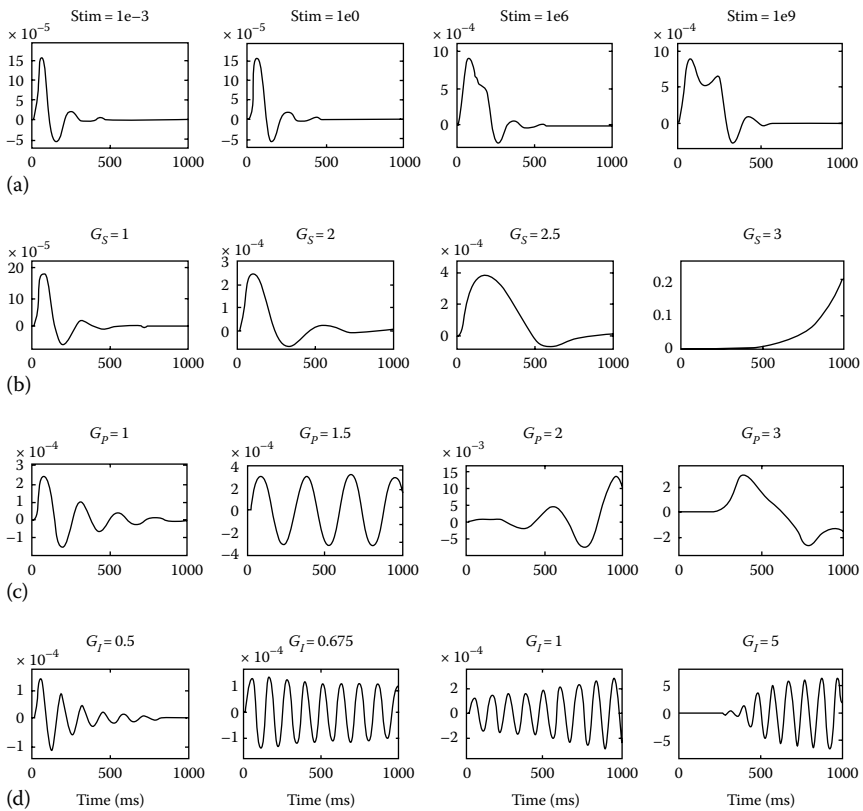 Stim = 1e−3 Stim = 1e0 Stim = 1e6 Stim = 1e9
× 10⁻⁵ × 10⁻⁵ × 10⁻⁴ × 10⁻⁴
15 15 10 10
10 10
5 5 5 5
0 0 0 0
−5 −5
0 500 1000 0 500 1000 0 500 1000 0 500 1000
(a)
G_S = 1 G_S = 2 G_S = 2.5 G_S = 3
× 10⁻⁵ × 10⁻⁴ × 10⁻⁴
20 3 4 0.2
10 2 2 0.1
0 1 0 0
0
0 500 1000 0 500 1000 0 500 1000 0 500 1000
(b)
G_P = 1 G_P = 1.5 G_P = 2 G_P = 3
× 10⁻⁴ × 10⁻⁴ × 10⁻³
3 4 15 2
2 2 10 0
1 0 5 −2
0 −2 0
−1 −4 −5
0 500 1000 0 500 1000 0 500 1000 0 500 1000
(c)
G_I = 0.5 G_I = 0.675 G_I = 1 G_I = 5
× 10⁻⁴ × 10⁻⁴ × 10⁻⁴
1 1 2 5
0 0 0 0
−1 −1 −2 −5
0 500 1000 0 500 1000 0 500 1000 0 500 1000
(d) Time (ms) Time (ms) Time (ms) Time (ms)